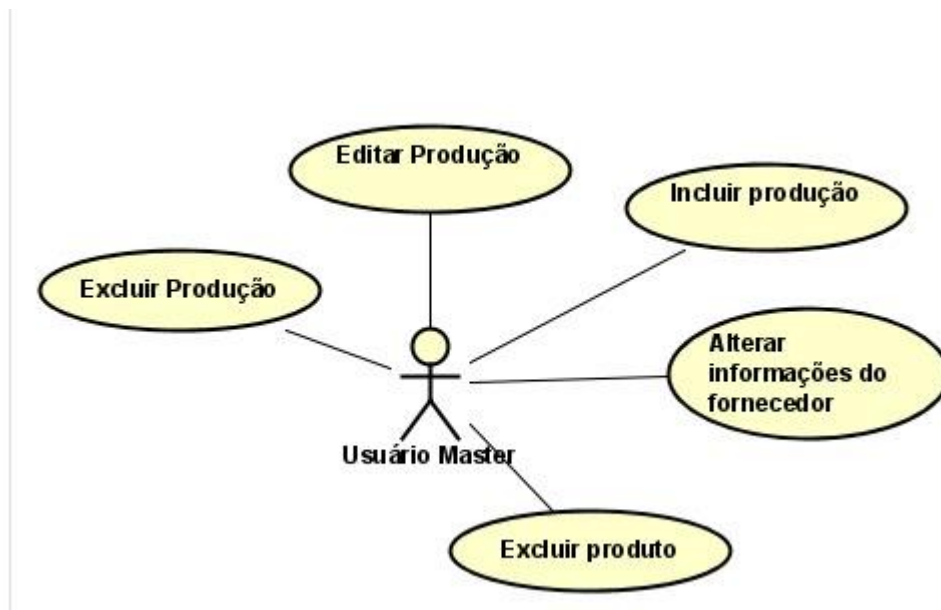 Editar Produção
Incluir produção
Excluir Produção
Alterar
informações do
fornecedor
Usuário Master
Excluir produto